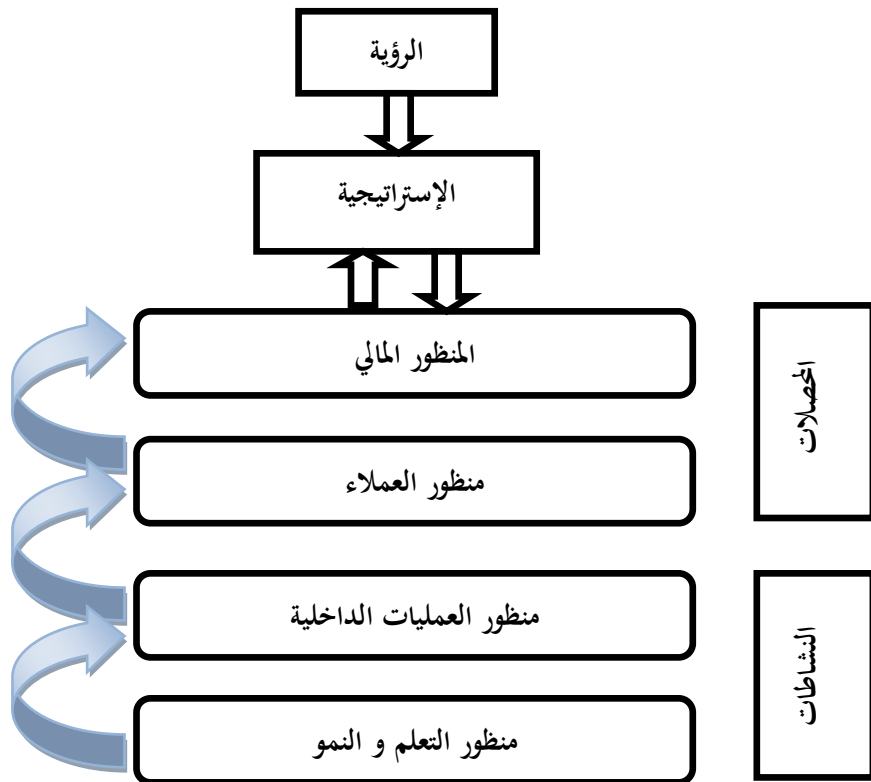 الرؤية
الإستراتيجية
المنظور المالي
المحصلات
منظور العملاء
منظور العمليات الداخلية
النشاطات
منظور التعلم و النمو